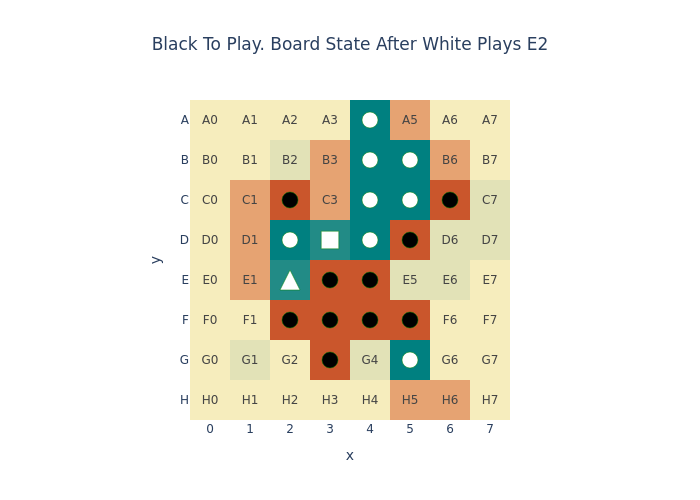 Black To Play. Board State After White Plays E2
A A0 A1 A2 A3 A5 A6 A7
B B0 B1 B2 B3 B6 B7
C C0 C1 C3 C7
D D0 D1 D6 D7
y
E E0 E1 E5 E6 E7
F F0 F1 F6 F7
G G0 G1 G2 G4 G6 G7
H H0 H1 H2 H3 H4 H5 H6 H7
0 1 2 3 4 5 6 7
x